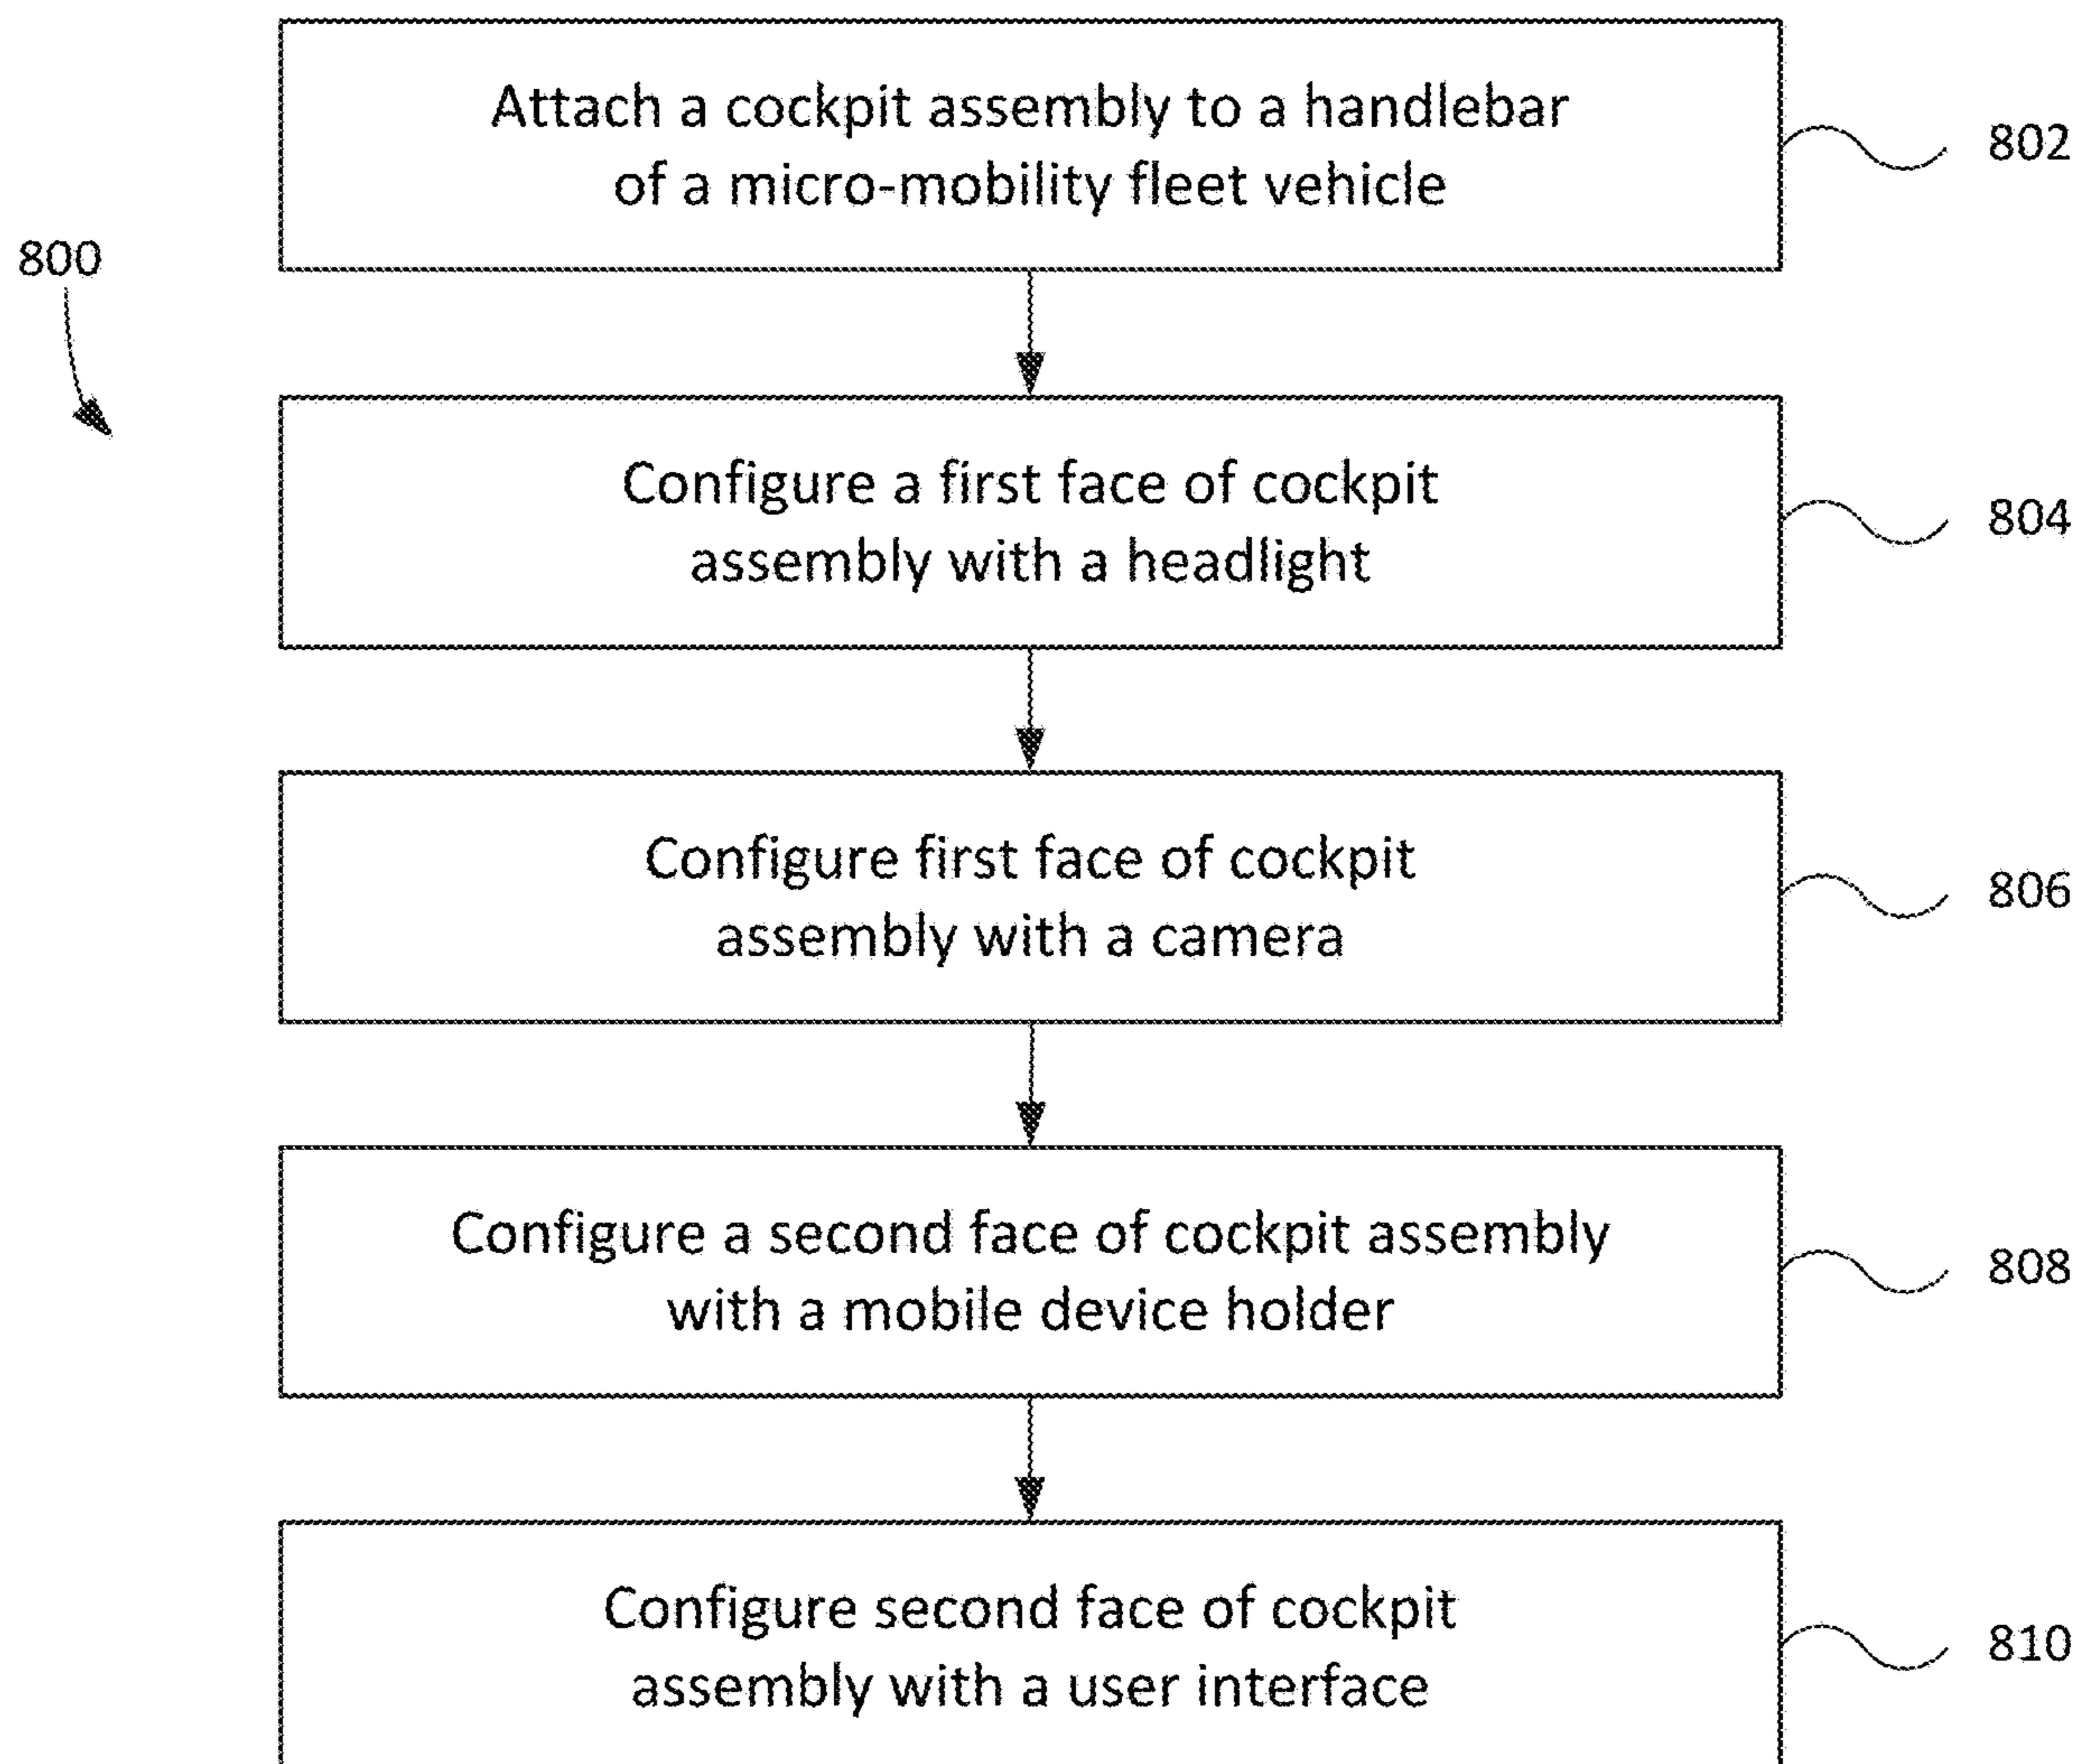 Attach a cockpit assembly to a handlebar
of a micro-mobility fleet vehicle
802
800
Configure a first face of cockpit
assembly with a headlight
804
Configure first face of cockpit
assembly with a camera
806
Configure a second face of cockpit assembly
with a mobile device holder
808
Configure second face of cockpit
assembly with a user interface
810